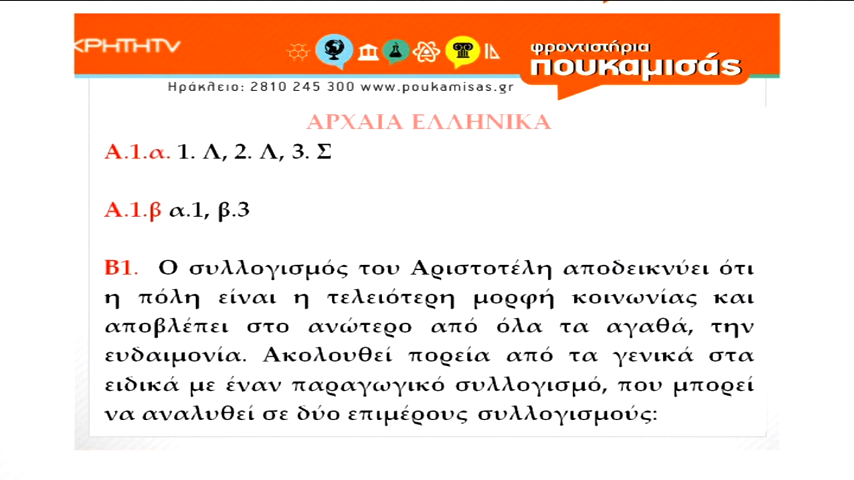 ΚΡΗΤΗTV
φροντιστήρια
πουκαμισάς
Ηράκλειο: 2810 245 300 www.poukamisas.gr
ΑΡΧΑΙΑ ΕΛΛΗΝΙΚΑ
Α.1.α. 1. Λ, 2. Λ, 3. Σ
Α.1.β α.1, β.3
Β1. Ο συλλογισμός του Αριστοτέλη αποδεικνύει ότι
η πόλη είναι η τελειότερη μορφή κοινωνίας και
αποβλέπει στο ανώτερο από όλα τα αγαθά, την
ευδαιμονία. Ακολουθεί πορεία από τα γενικά στα
ειδικά με έναν παραγωγικό συλλογισμό, που μπορεί
να αναλυθεί σε δύο επιμέρους συλλογισμούς: